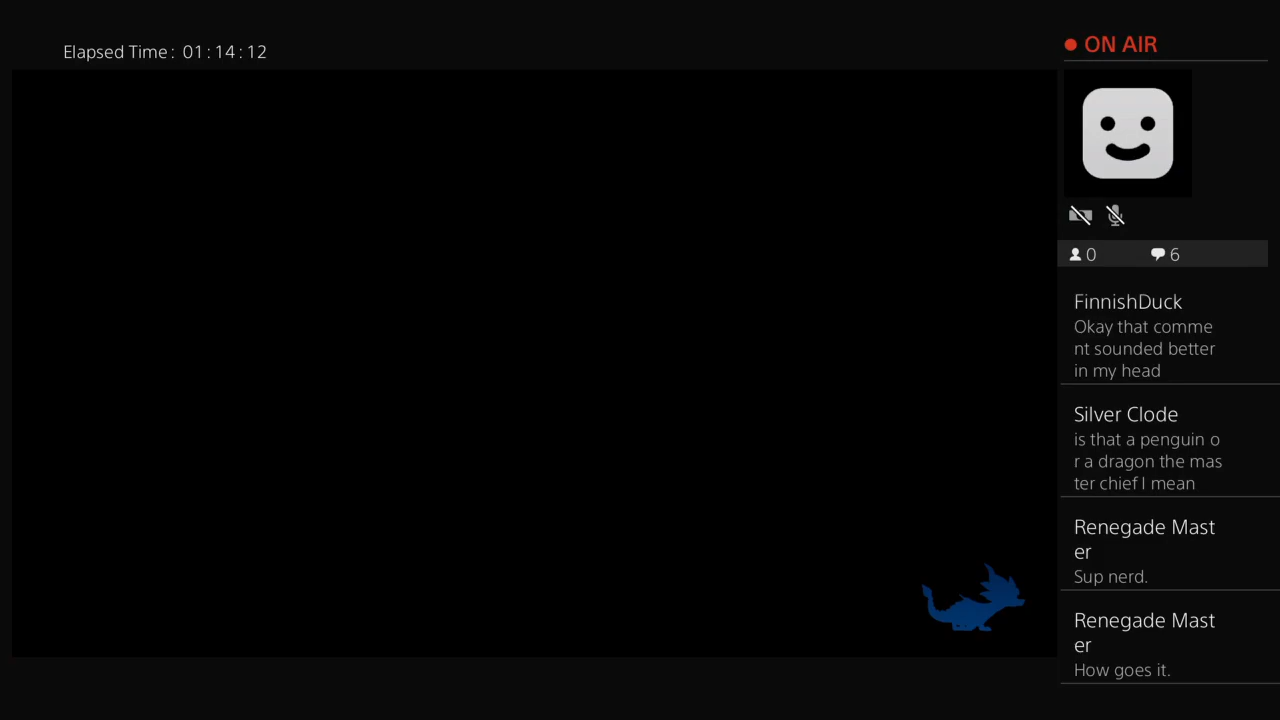 Elapsed Time: 01:14:12
ON AIR
0 6
FinnishDuck
Okay that comme
nt sounded better
in my head
Silver Clode
is that a penguin o
r a dragon the mas
ter chief I mean
Renegade Mast
er
Sup nerd.
Renegade Mast
er
How goes it.